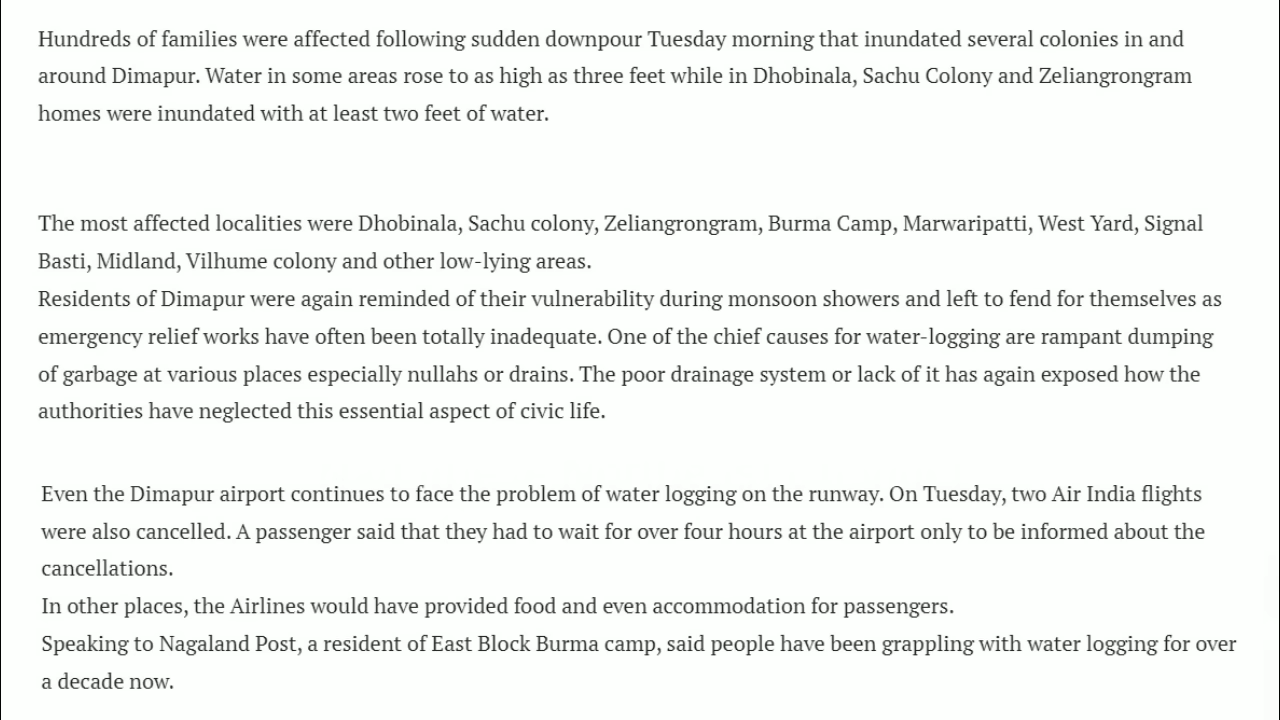 Hundreds of families were affected following sudden downpour Tuesday morning that inundated several colonies in and
around Dimapur. Water in some areas rose to as high as three feet while in Dhobinala, Sachu Colony and Zeliangrongram
homes were inundated with at least two feet of water.
The most affected localities were Dhobinala, Sachu colony, Zeliangrongram, Burma Camp, Marwaripatti, West Yard, Signal
Basti, Midland, Vilhume colony and other low-lying areas.
Residents of Dimapur were again reminded of their vulnerability during monsoon showers and left to fend for themselves as
emergency relief works have often been totally inadequate. One of the chief causes for water-logging are rampant dumping
of garbage at various places especially nullahs or drains. The poor drainage system or lack of it has again exposed how the
authorities have neglected this essential aspect of civic life.
Even the Dimapur airport continues to face the problem of water logging on the runway. On Tuesday, two Air India flights
were also cancelled. A passenger said that they had to wait for over four hours at the airport only to be informed about the
cancellations.
In other places, the Airlines would have provided food and even accommodation for passengers.
Speaking to Nagaland Post, a resident of East Block Burma camp, said people have been grappling with water logging for over
a decade now.